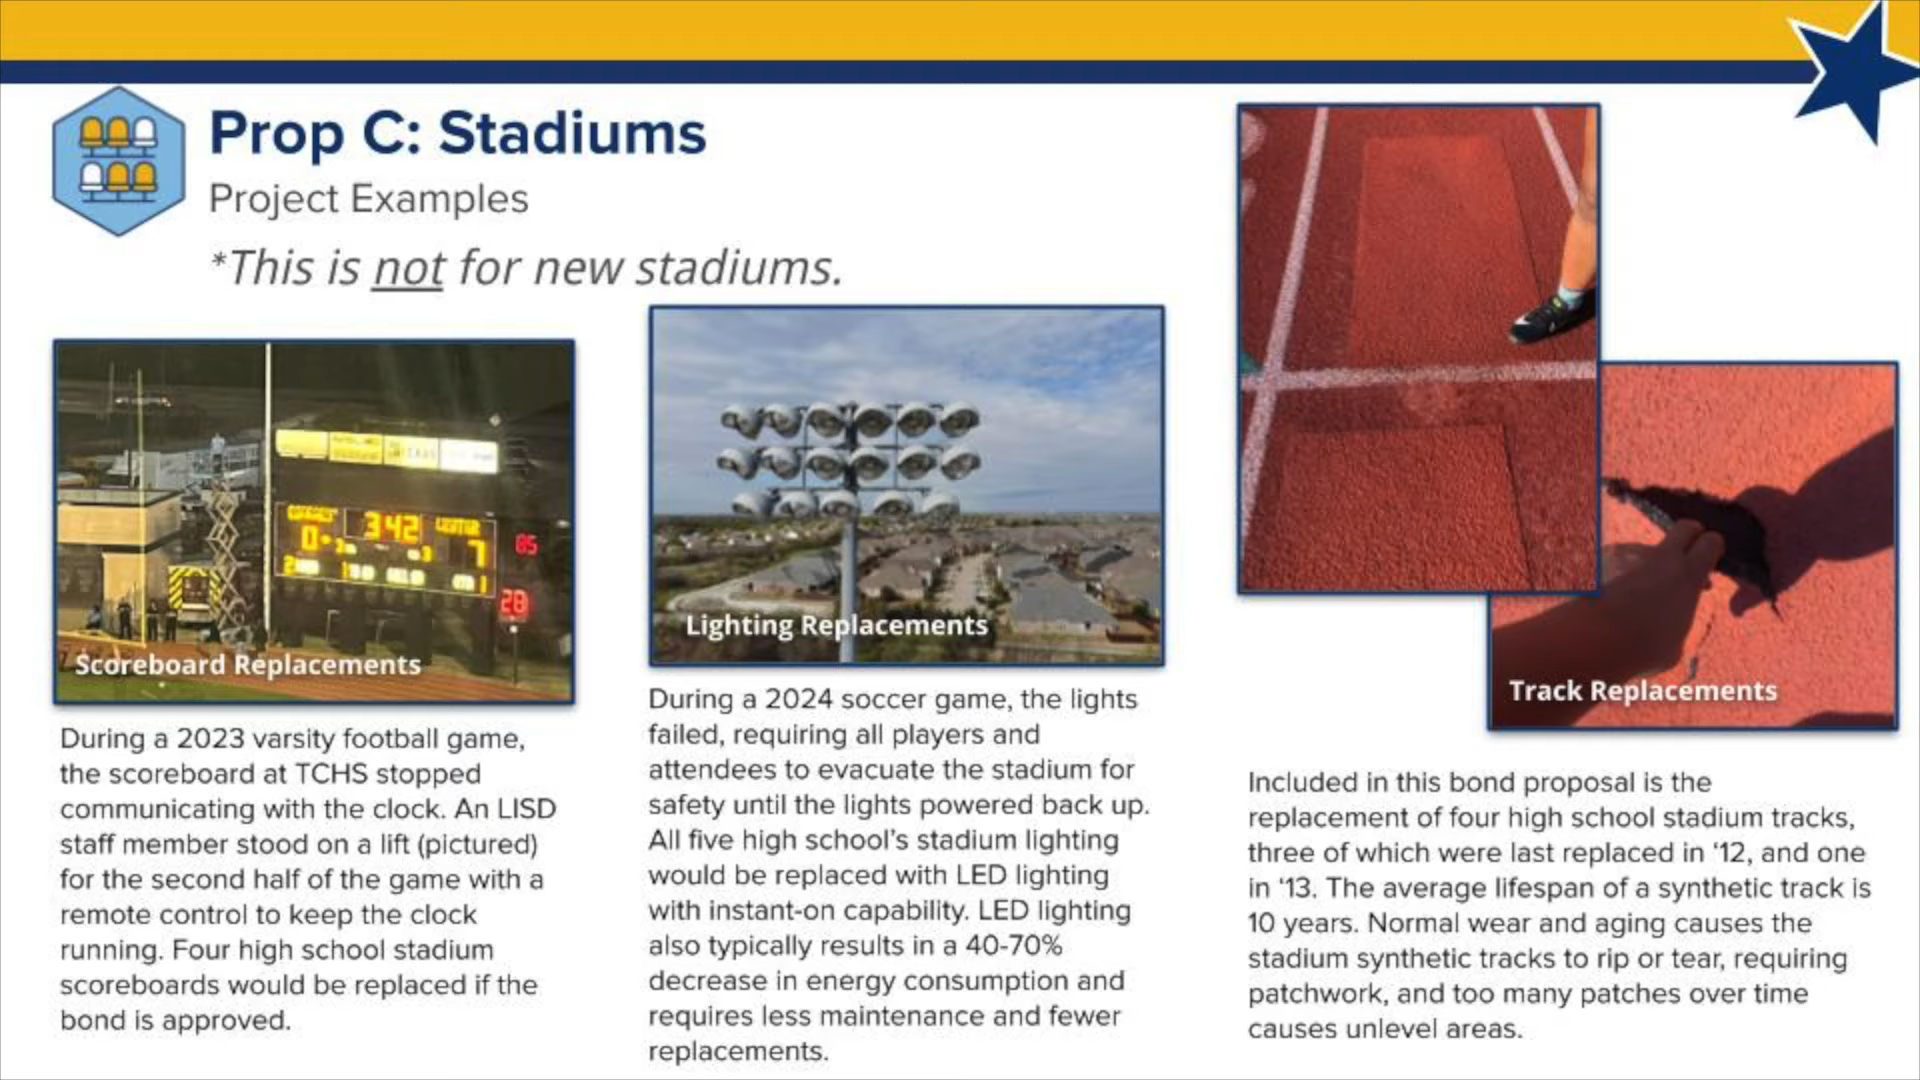 Prop C: Stadiums
Project Examples
*This is not for new stadiums.
0
3 42
7
85
28
Scoreboard Replacements
During a 2023 varsity football game,
the scoreboard at TCHS stopped
communicating with the clock. An LISD
staff member stood on a lift (pictured)
for the second half of the game with a
remote control to keep the clock
running. Four high school stadium
scoreboards would be replaced if the
bond is approved.
Lighting Replacements
During a 2024 soccer game, the lights
failed, requiring all players and
attendees to evacuate the stadium for
safety until the lights powered back up.
All five high school’s stadium lighting
would be replaced with LED lighting
with instant-on capability. LED lighting
also typically results in a 40-70%
decrease in energy consumption and
requires less maintenance and fewer
replacements.
Track Replacements
Included in this bond proposal is the
replacement of four high school stadium tracks,
three of which were last replaced in ‘12, and one
in ‘13. The average lifespan of a synthetic track is
10 years. Normal wear and aging causes the
stadium synthetic tracks to rip or tear, requiring
patchwork, and too many patches over time
causes unlevel areas.